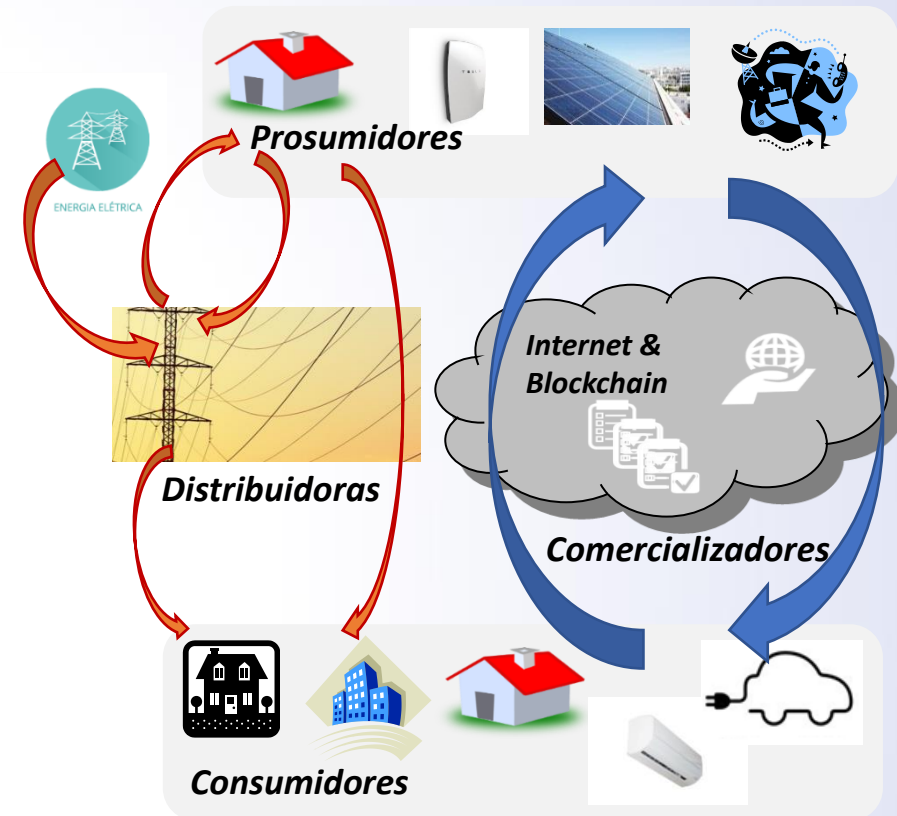 Prosumidores
ENERGIA ELÉTRICA
Internet &
Blockchain
Distribuidoras
Comercializadores
Consumidores